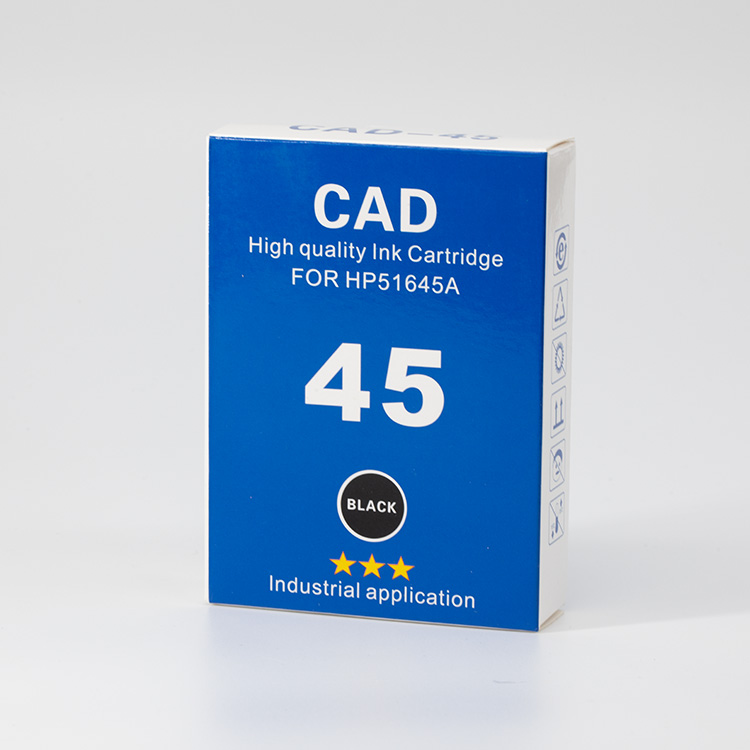 CAD-45
CAD
High quality Ink Cartridge
FOR HP51645A
45
BLACK
Industrial application